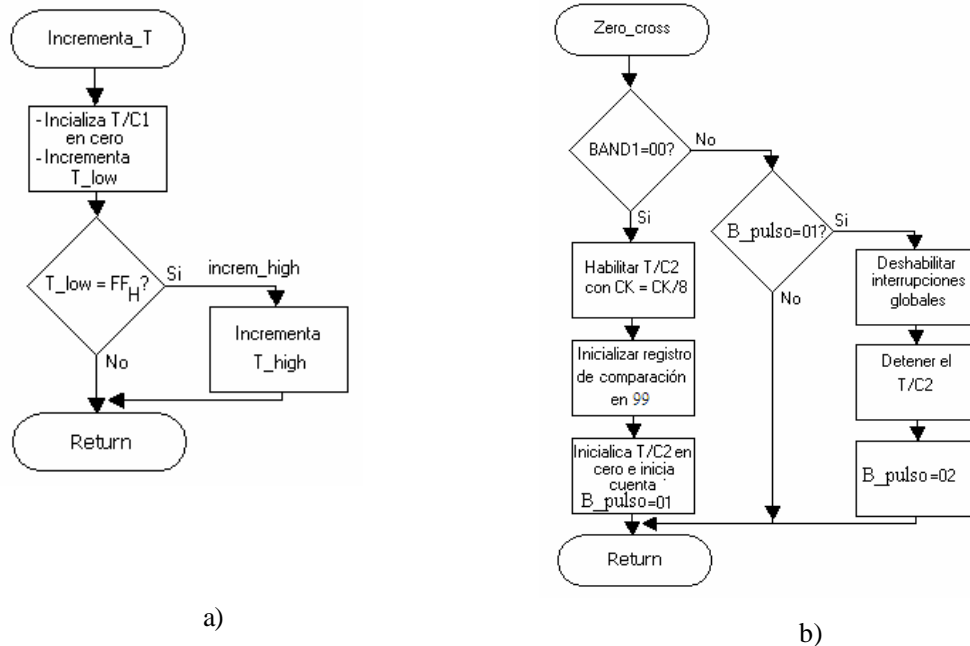 Incrementa_T
-Incializa T/C1
en cero
-Incrementa
T_low
T_low = FFH?
Si
increm_high
Incrementa
T_high
No
Return
a)
Zero_cross
BAND1=00?
No
Si
B_pulso=01?
Si
No
Habilitar T/C2
con CK = CK/8
Inicializar registro
de comparación
en 99
Inicialica T/C2 en
cero e inicia
cuenta
B_pulso=01
Deshabilitar
interrupciones
globales
Detener el
T/C2
B_pulso=02
Return
b)